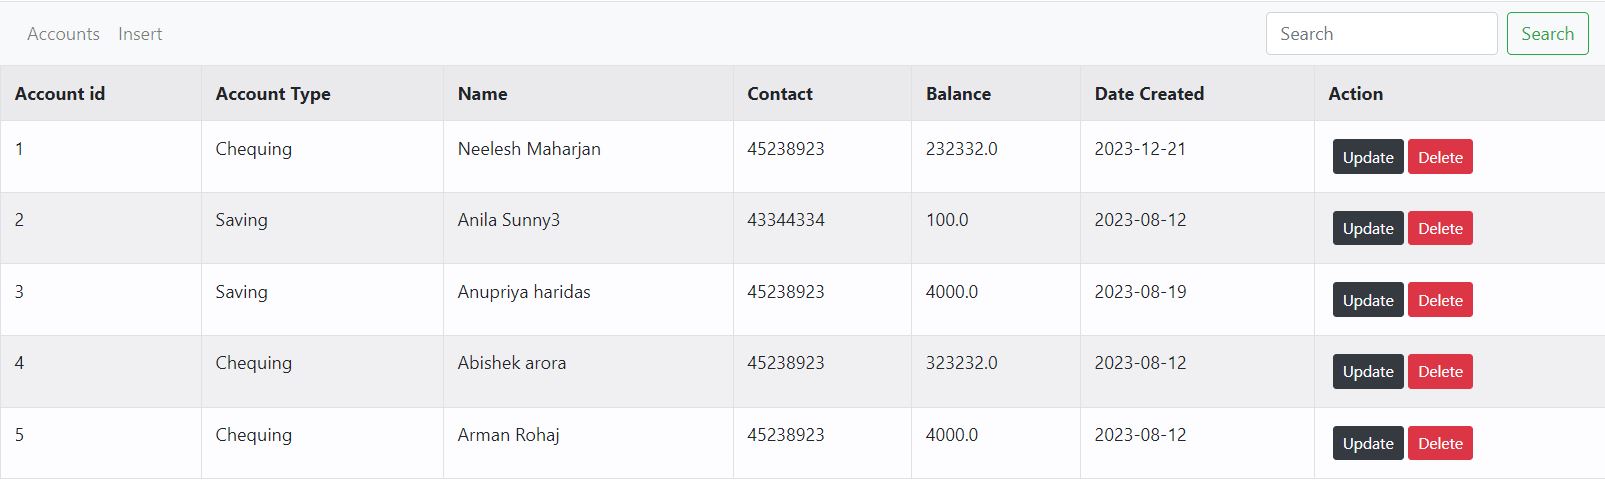 Accounts Insert Search Search
Account id Account Type Name Contact Balance Date Created Action
1 Chequing Neelesh Maharjan 45238923 232332.0 2023-12-21 Update Delete
2 Saving Anila Sunny3 43344334 100.0 2023-08-12 Update Delete
3 Saving Anupriya haridas 45238923 4000.0 2023-08-19 Update Delete
4 Chequing Abishek arora 45238923 323232.0 2023-08-12 Update Delete
5 Chequing Arman Rohaj 45238923 4000.0 2023-08-12 Update Delete